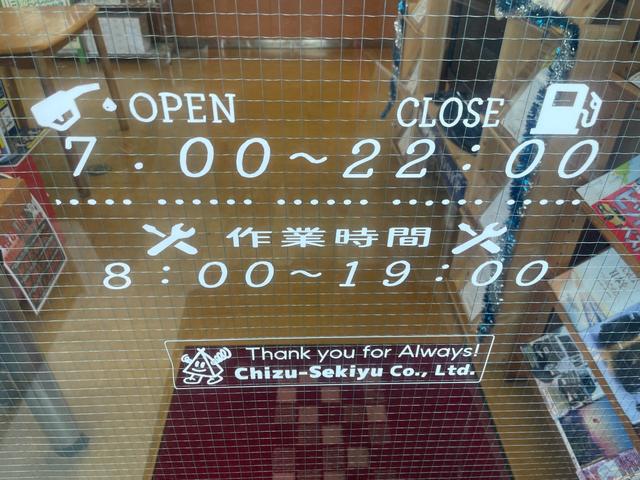 OPEN CLOSE
7:00~22:00
作業時間
8:00~19:00
Thank you for Always!
Chizu-Sekiyu Co., Ltd.